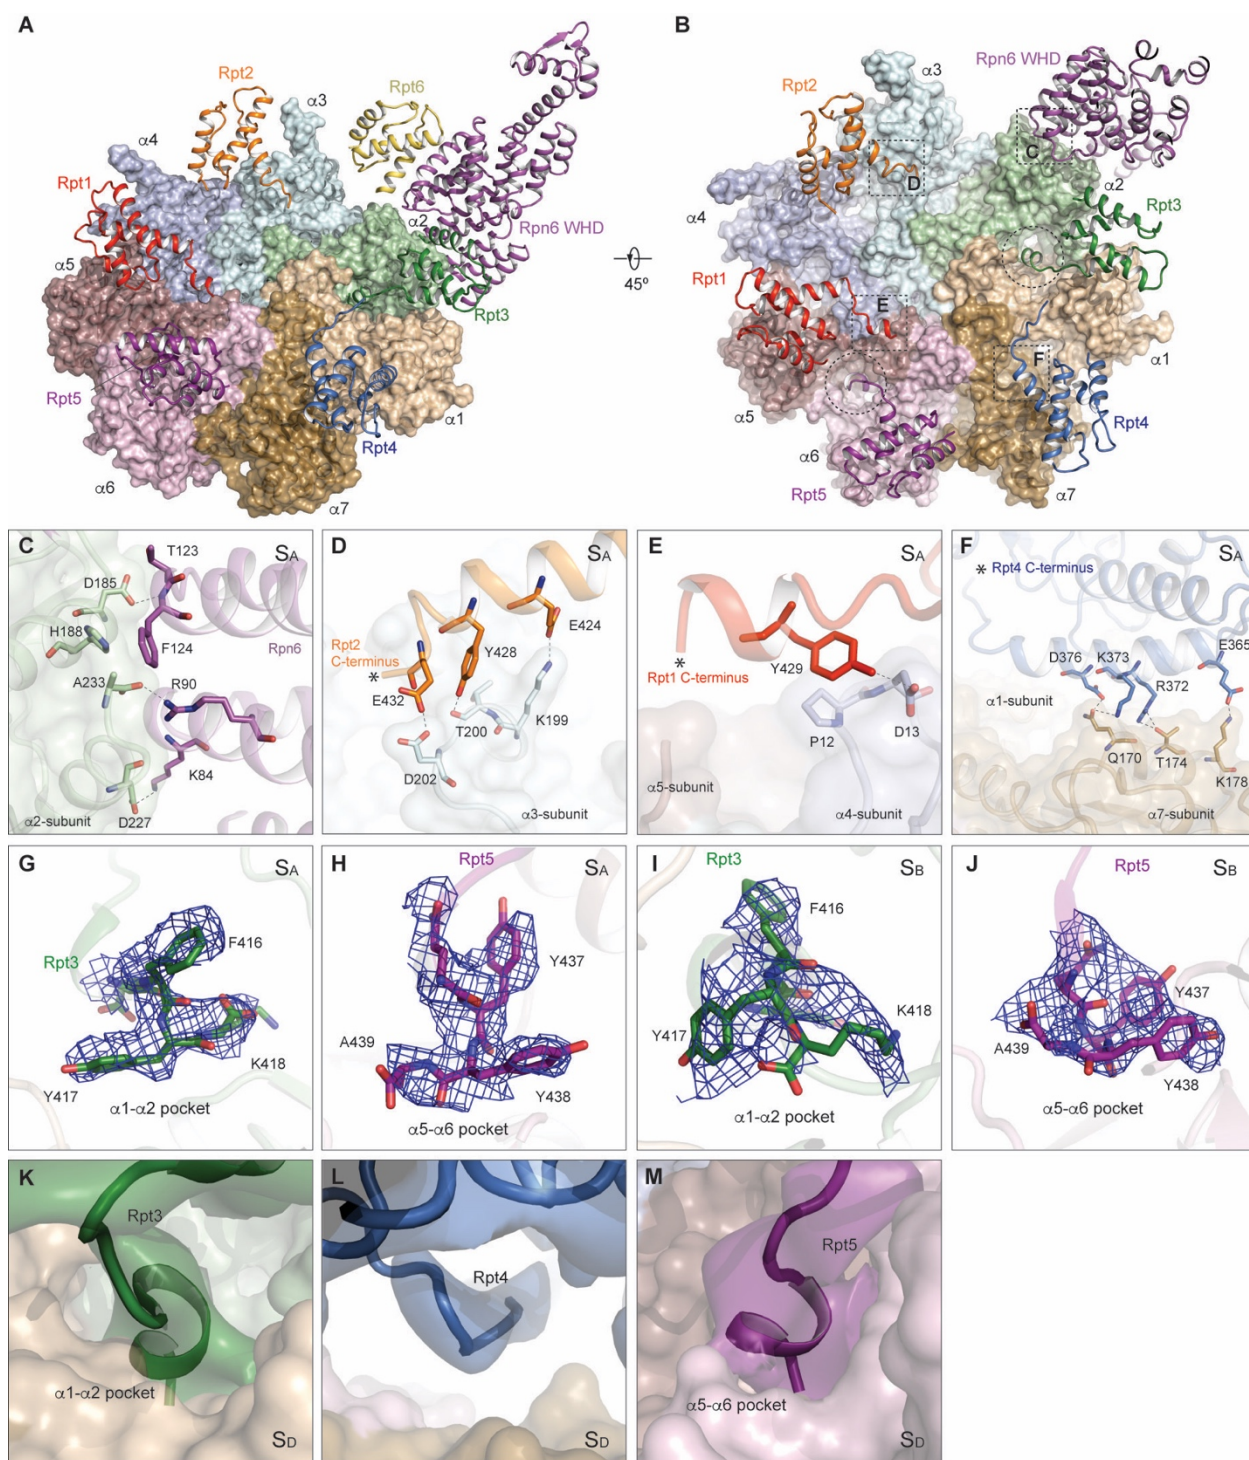 A
Rpt2
α3
Rpt6
α4
Rpt1
α2
Rpn6 WHD
α5
Rpt3
Rpt5
α1
Rpt4
α6
α7
45º
B
α3
Rpn6 WHD
Rpt2
C
D
α2
Rpt3
α4
Rpt1
E
F
α1
α5
Rpt4
α6
Rpt5
α7
C
T123
SA
D185
H188
F124
Rpn6
A233
R90
K84
α2-subunit
D227
D
SA
E424
Rpt2
C-terminus
Y428
*
E432
T200
K199
D202
α3-subunit
E
SA
*
Y429
Rpt1 C-terminus
P12
D13
α5-subunit
α4-subunit
F
SA
* Rpt4 C-terminus
E365
D376
K373
R372
α1-subunit
Q170
T174
K178
α7-subunit
G
SA
F416
Rpt3
K418
Y417
α1-α2 pocket
H
Rpt5
SA
Y437
A439
Y438
α5-α6 pocket
I
Rpt3
SB
F416
Y417
K418
α1-α2 pocket
J
Rpt5
SB
Y437
A439
Y438
α5-α6 pocket
K
Rpt3
α1-α2 pocket
SD
L
Rpt4
SD
M
Rpt5
α5-α6 pocket
SD